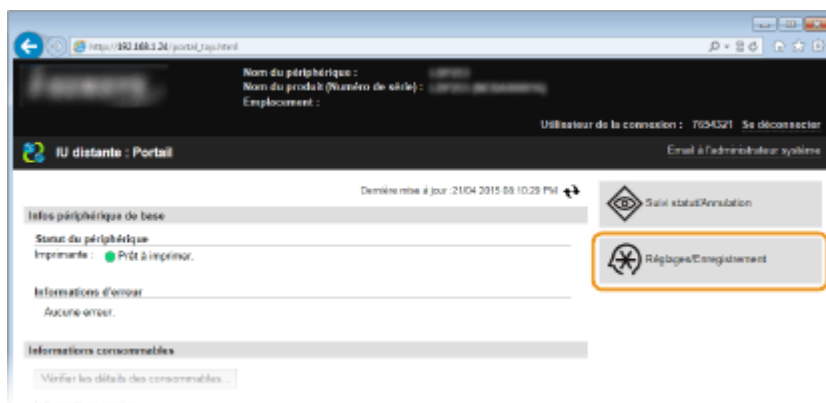 http://192.168.1.24/portal_top.html
Nom du périphérique :
Nom du produit (Numéro de série) :
Emplacement :
Utilisateur de la connexion : 7654321 Se déconnecter
IU distante : Portail
Email à l'administrateur système
Dernière mise à jour :21/04 2015 08:10:29 PM
Suivi statut/Annulation
Infos périphérique de base
Statut du périphérique
Imprimante : Prêt à imprimer.
Réglages/Enregistrement
Informations d'erreur
Aucune erreur.
Informations consommables
Vérifier les détails des consommables...